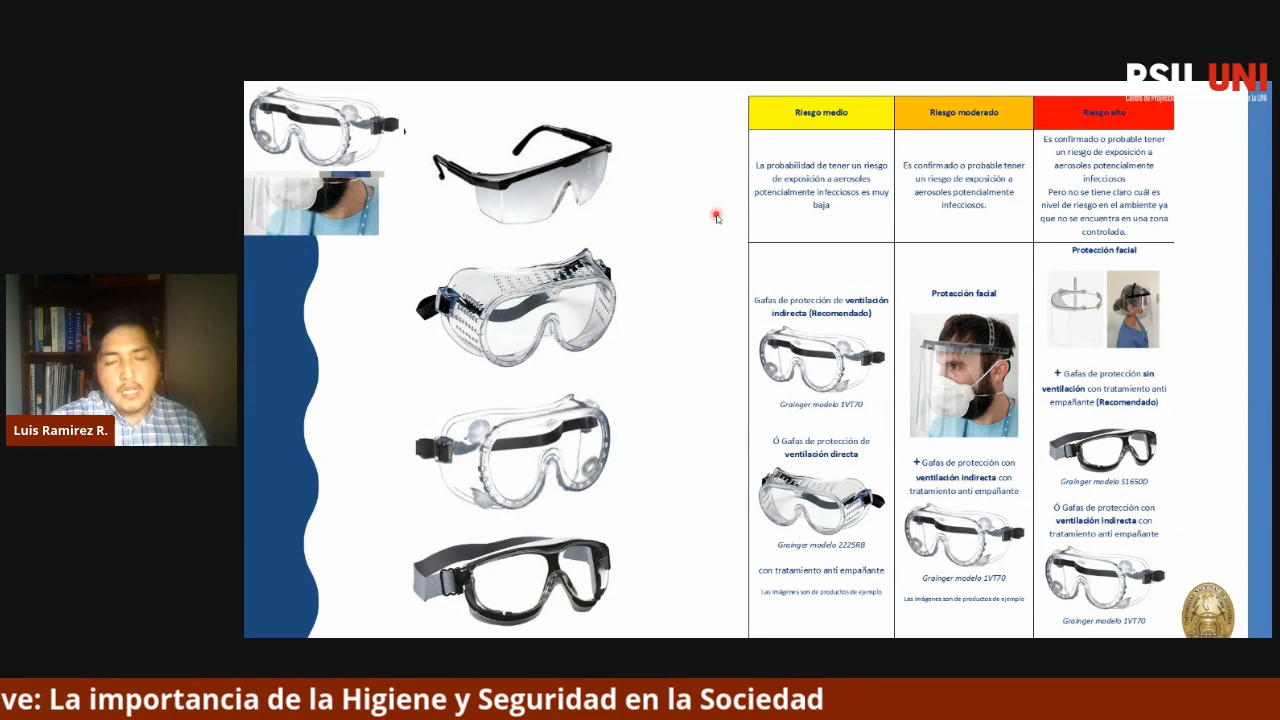 PSU UNI
Riesgo medio
Riesgo moderado
Riesgo alto
La probabilidad de tener un riesgo
de exposición a aerosoles
potencialmente infecciosos es muy
baja
Es confirmado o probable tener
un riesgo de exposición a
aerosoles potencialmente
infecciosos.
Es confirmado o probable tener
un riesgo de exposición a
aerosoles potencialmente
infecciosos
Pero no se tiene claro cuál es
nivel de riesgo en el ambiente ya
que no se encuentra en una zona
controlada.
Gafas de protección de ventilación
indirecta (Recomendado)
Grainger modelo 1VT70
Ó Gafas de protección de
ventilación directa
Grainger modelo 2225RB
con tratamiento anti empañante
Las imágenes son de productos de ejemplo
Protección facial
+ Gafas de protección con
ventilación indirecta con
tratamiento anti empañante
Grainger modelo 1VT70
Las imágenes son de productos de ejemplo
Protección facial
+ Gafas de protección sin
ventilación con tratamiento anti
empañante (Recomendado)
Grainger modelo S1650D
Ó Gafas de protección con
ventilación indirecta con
tratamiento anti empañante
Grainger modelo 1VT70
Luis Ramirez R.
ve: La importancia de la Higiene y Seguridad en la Sociedad